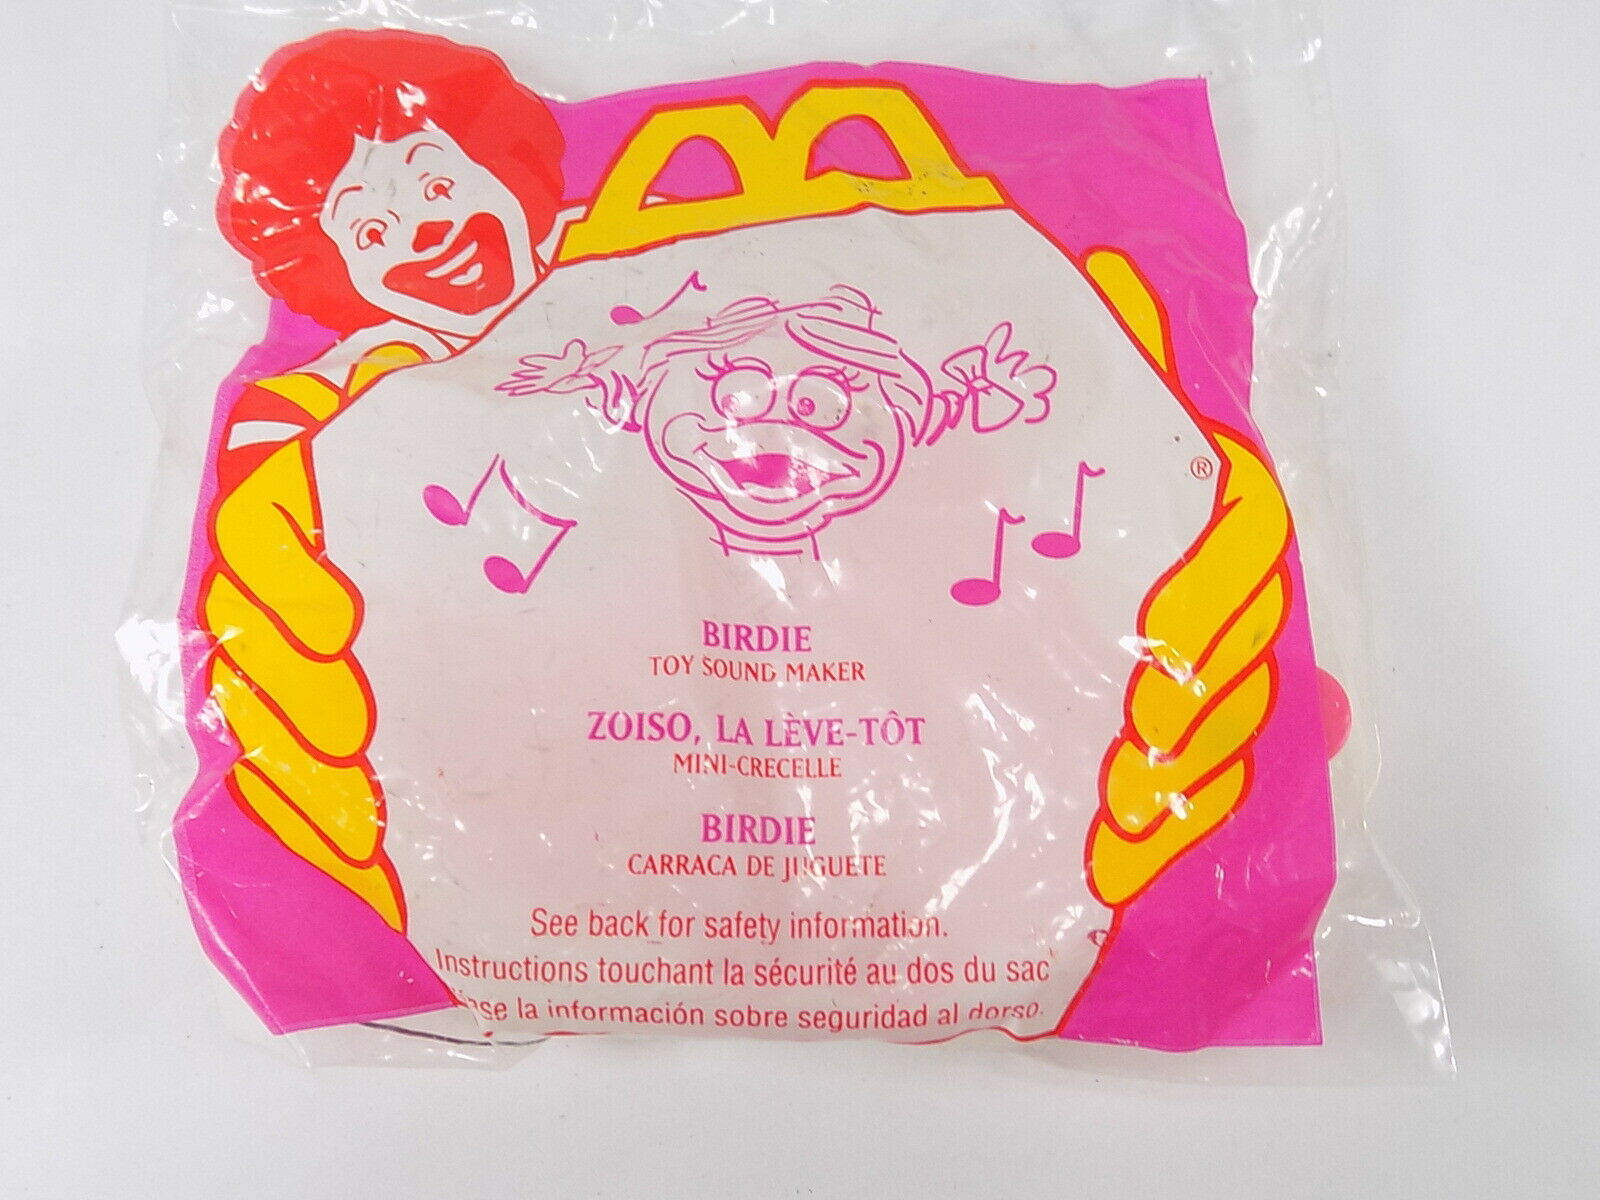 ®
BIRDIE
TOY SOUND MAKER
ZOISO, LA LÈVE-TÔT
MINI-CRECELLE
BIRDIE
CARRACA DE JUGUETE
See back for safety information.
Instructions touchant la sécurité au dos du sac
la información sobre seguridad al dorso.